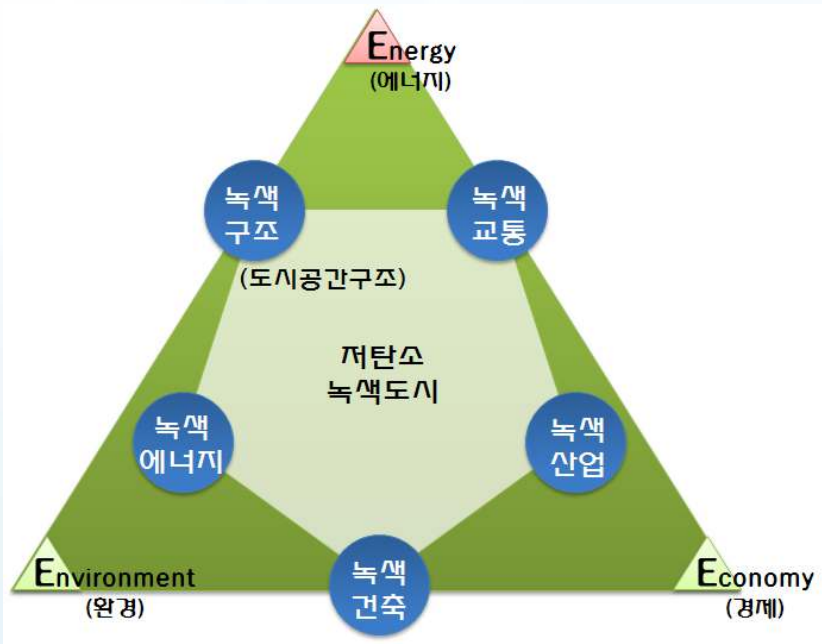 Energy
(에너지)
녹색
구조
녹색
교통
(도시공간구조)
저탄소
녹색도시
녹색
에너지
녹색
산업
Environment
(환경)
녹색
건축
Economy
(경제)